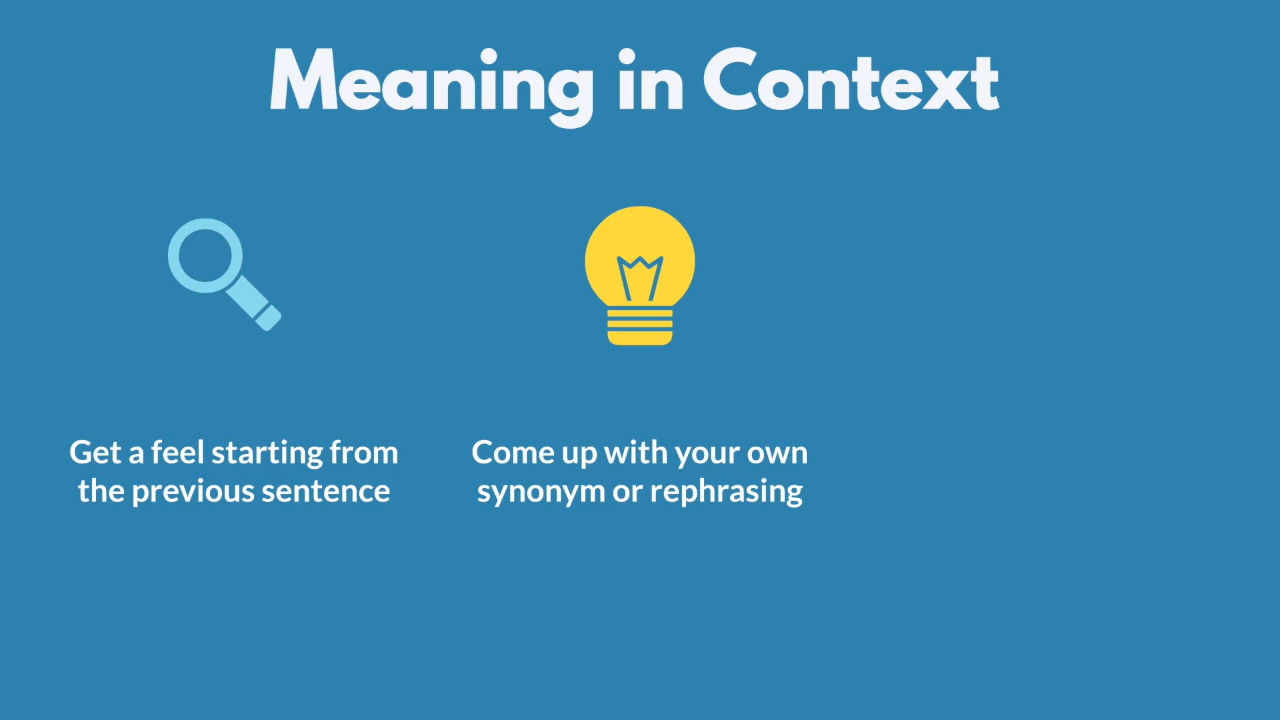 Meaning in Context
Get a feel starting from
the previous sentence
Come up with your own
synonym or rephrasing